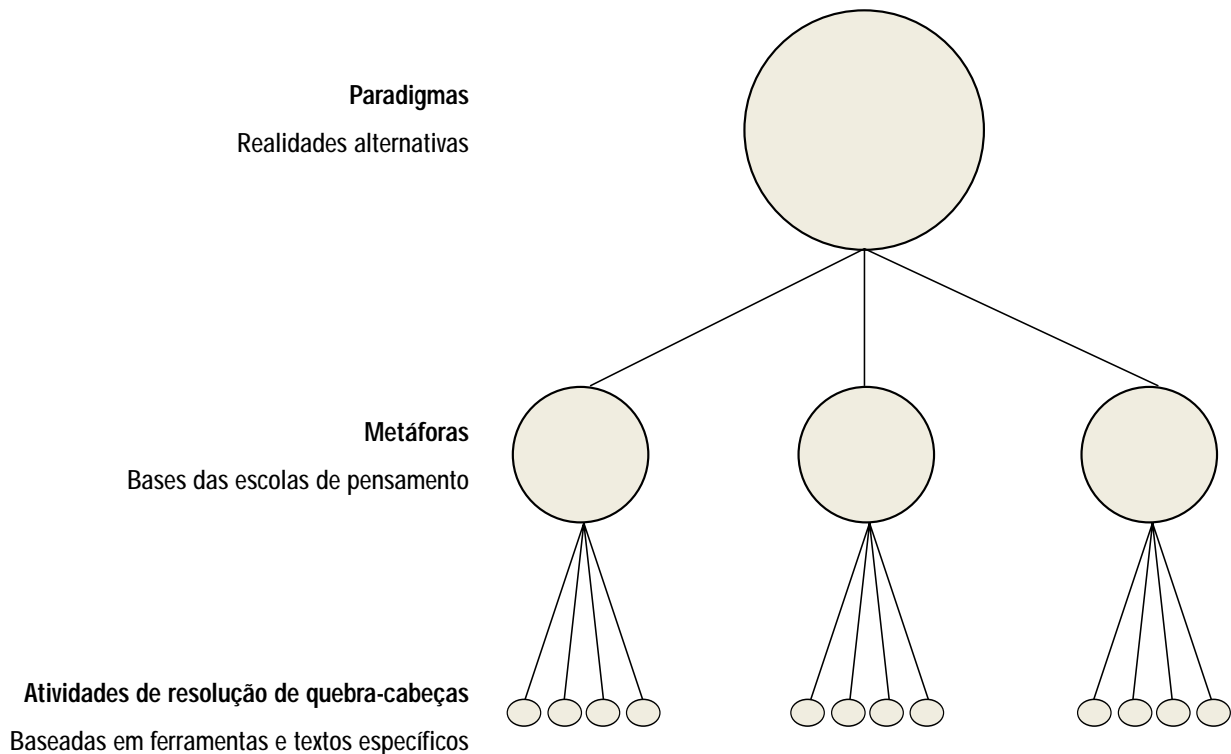 Paradigmas
Realidades alternativas
Metáforas
Bases das escolas de pensamento
Atividades de resolução de quebra-cabeças
Baseadas em ferramentas e textos específicos